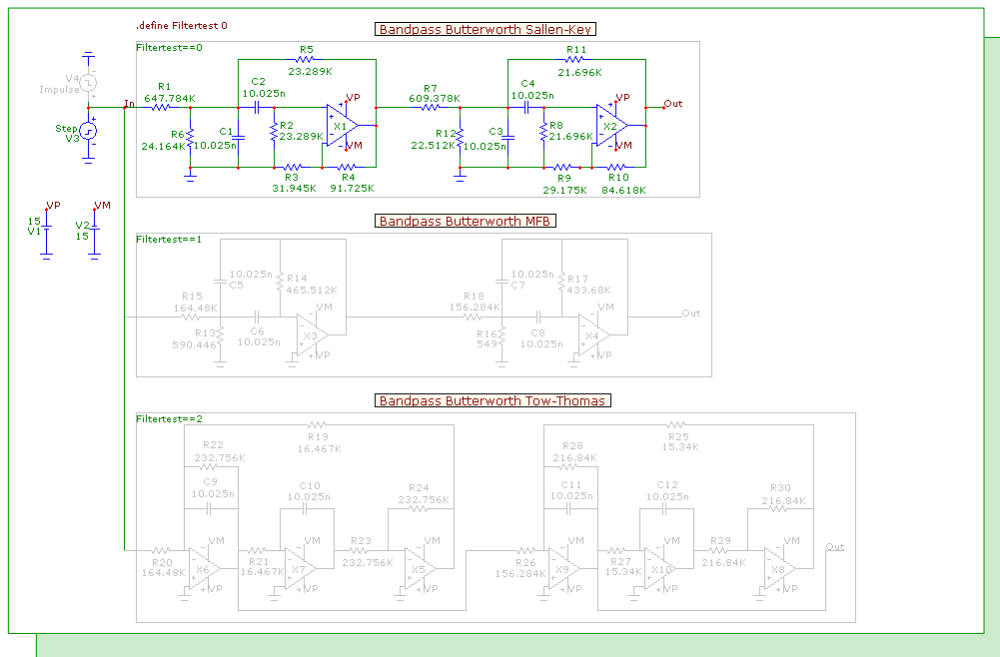 .define Filtertest 0
Bandpass Butterworth Sallen-Key
Filtertest==0
V4
Impulse
In
Step
V3
R1
647.784K
R6
24.164K
C1
10.025n
C2
10.025n
R5
23.289K
R2
23.289K
VP
X1
VM
R3
31.945K
R4
91.725K
R7
609.378K
R12
22.512K
C3
10.025n
C4
10.025n
R11
21.696K
R8
21.696K
VP
X2
VM
R9
29.175K
R10
84.618K
Out
VP
15
V1
VM
V2
15
Bandpass Butterworth MFB
Filtertest==1
R15
164.48K
R13
590.446
10.025n
C5
R14
465.512K
C6
10.025n
VM
X3
VP
R18
156.284K
R16
549
10.025n
C7
R17
433.68K
C8
10.025n
VM
X4
VP
Out
Bandpass Butterworth Tow-Thomas
Filtertest==2
R19
16.467K
R22
232.756K
C9
10.025n
R20
164.48K
VM
X6
VP
C10
10.025n
R21
16.467K
VM
X7
VP
R24
232.756K
R23
232.756K
VM
X5
VP
R25
15.34K
R28
216.84K
C11
10.025n
R26
156.284K
VM
X9
VP
C12
10.025n
R27
15.34K
VM
X10
VP
R30
216.84K
R29
216.84K
VM
X8
VP
Out